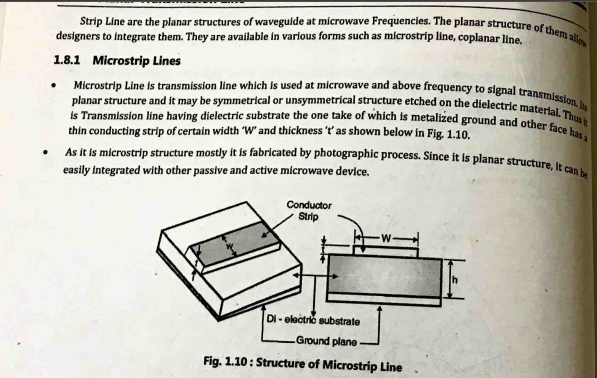 Strip Line are the planar structures of waveguide at microwave Frequencies. The planar structure of them allow
designers to integrate them. They are available in various forms such as microstrip line, coplanar line.
1.8.1 Microstrip Lines
• Microstrip Line is transmission line which is used at microwave and above frequency to signal transmission. Its
planar structure and it may be symmetrical or unsymmetrical structure etched on the dielectric material. Thus it
is Transmission Line having dielectric substrate the one take of which is metalized ground and other face has a
thin conducting strip of certain width 'W' and thickness 't' as shown below in Fig. 1.10.
• As it is microstrip structure mostly it is fabricated by photographic process. Since it is planar structure, it can be
easily integrated with other passive and active microwave device.
Conductor
Strip
W
W
h
Di - electric substrate
Ground plane
Fig. 1.10 : Structure of Microstrip Line